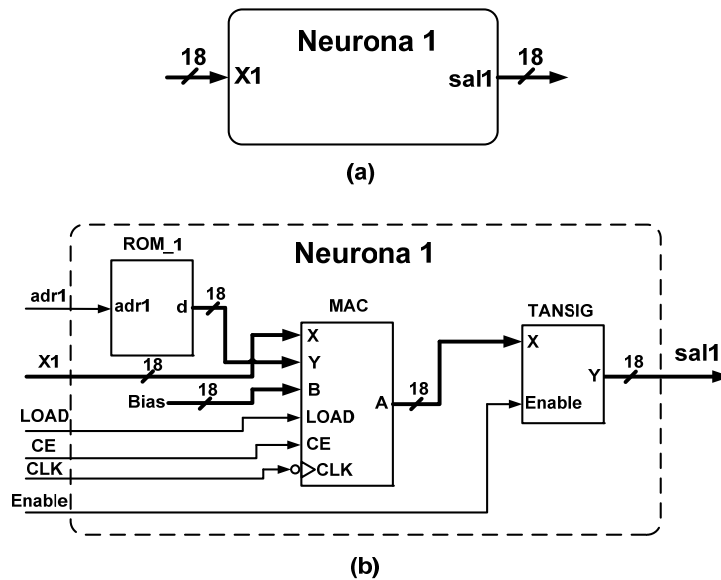 Neurona 1
18
X1
sal1
18
(a)
Neurona 1
ROM_1
adr1
adr1
d
18
MAC
TANSIG
X1
18
X
Y
Bias
18
B
A
18
X
Y
18
sal1
LOAD
LOAD
Enable
CE
CE
CLK
CLK
Enable
(b)